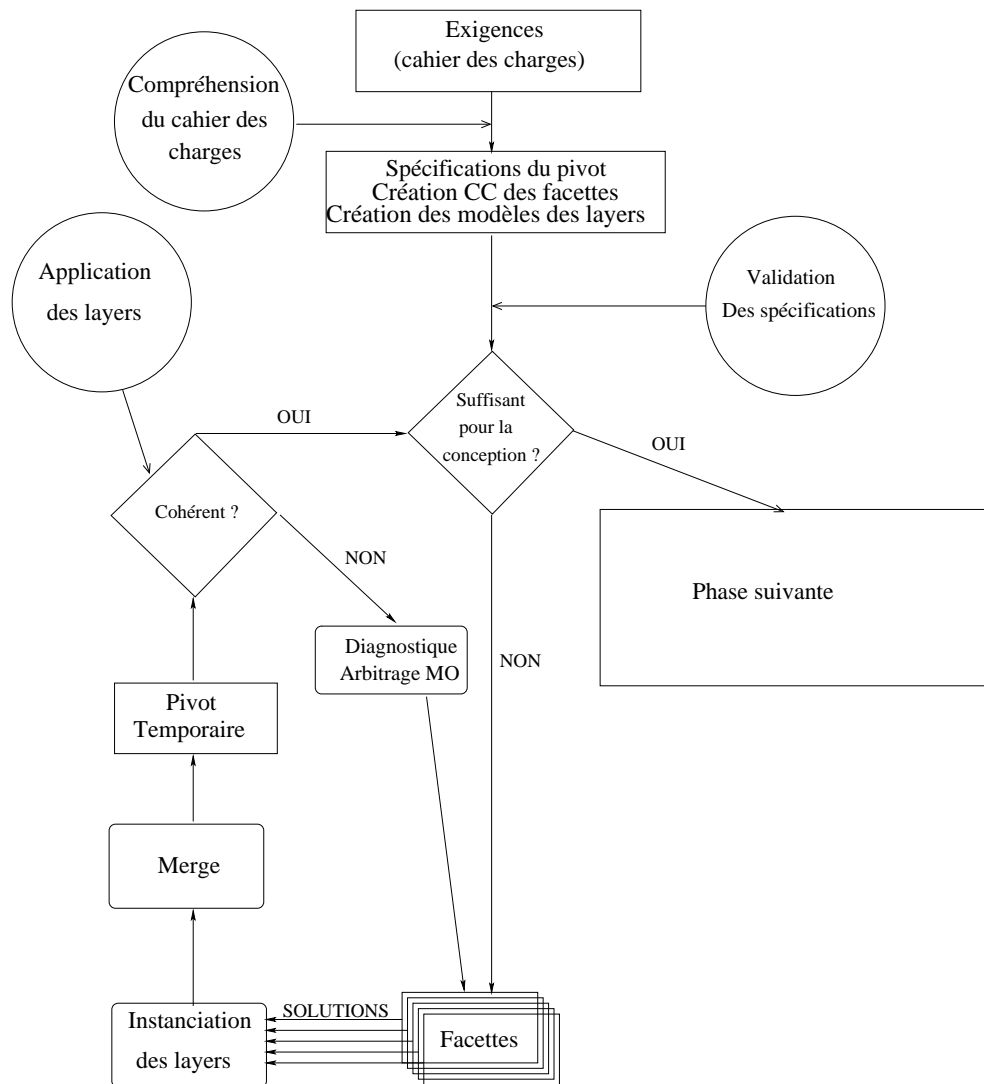 Exigences
(cahier des charges)
Compréhension
du cahier des
charges
Spécifications du pivot
Création CC des facettes
Création des modèles des layers
Application
des layers
Validation
Des spécifications
Suffisant
pour la
conception ?
OUI
OUI
Cohérent ?
NON
Phase suivante
Diagnostique
Arbitrage MO
NON
Pivot
Temporaire
Merge
SOLUTIONS
Instanciation
des layers
Facettes